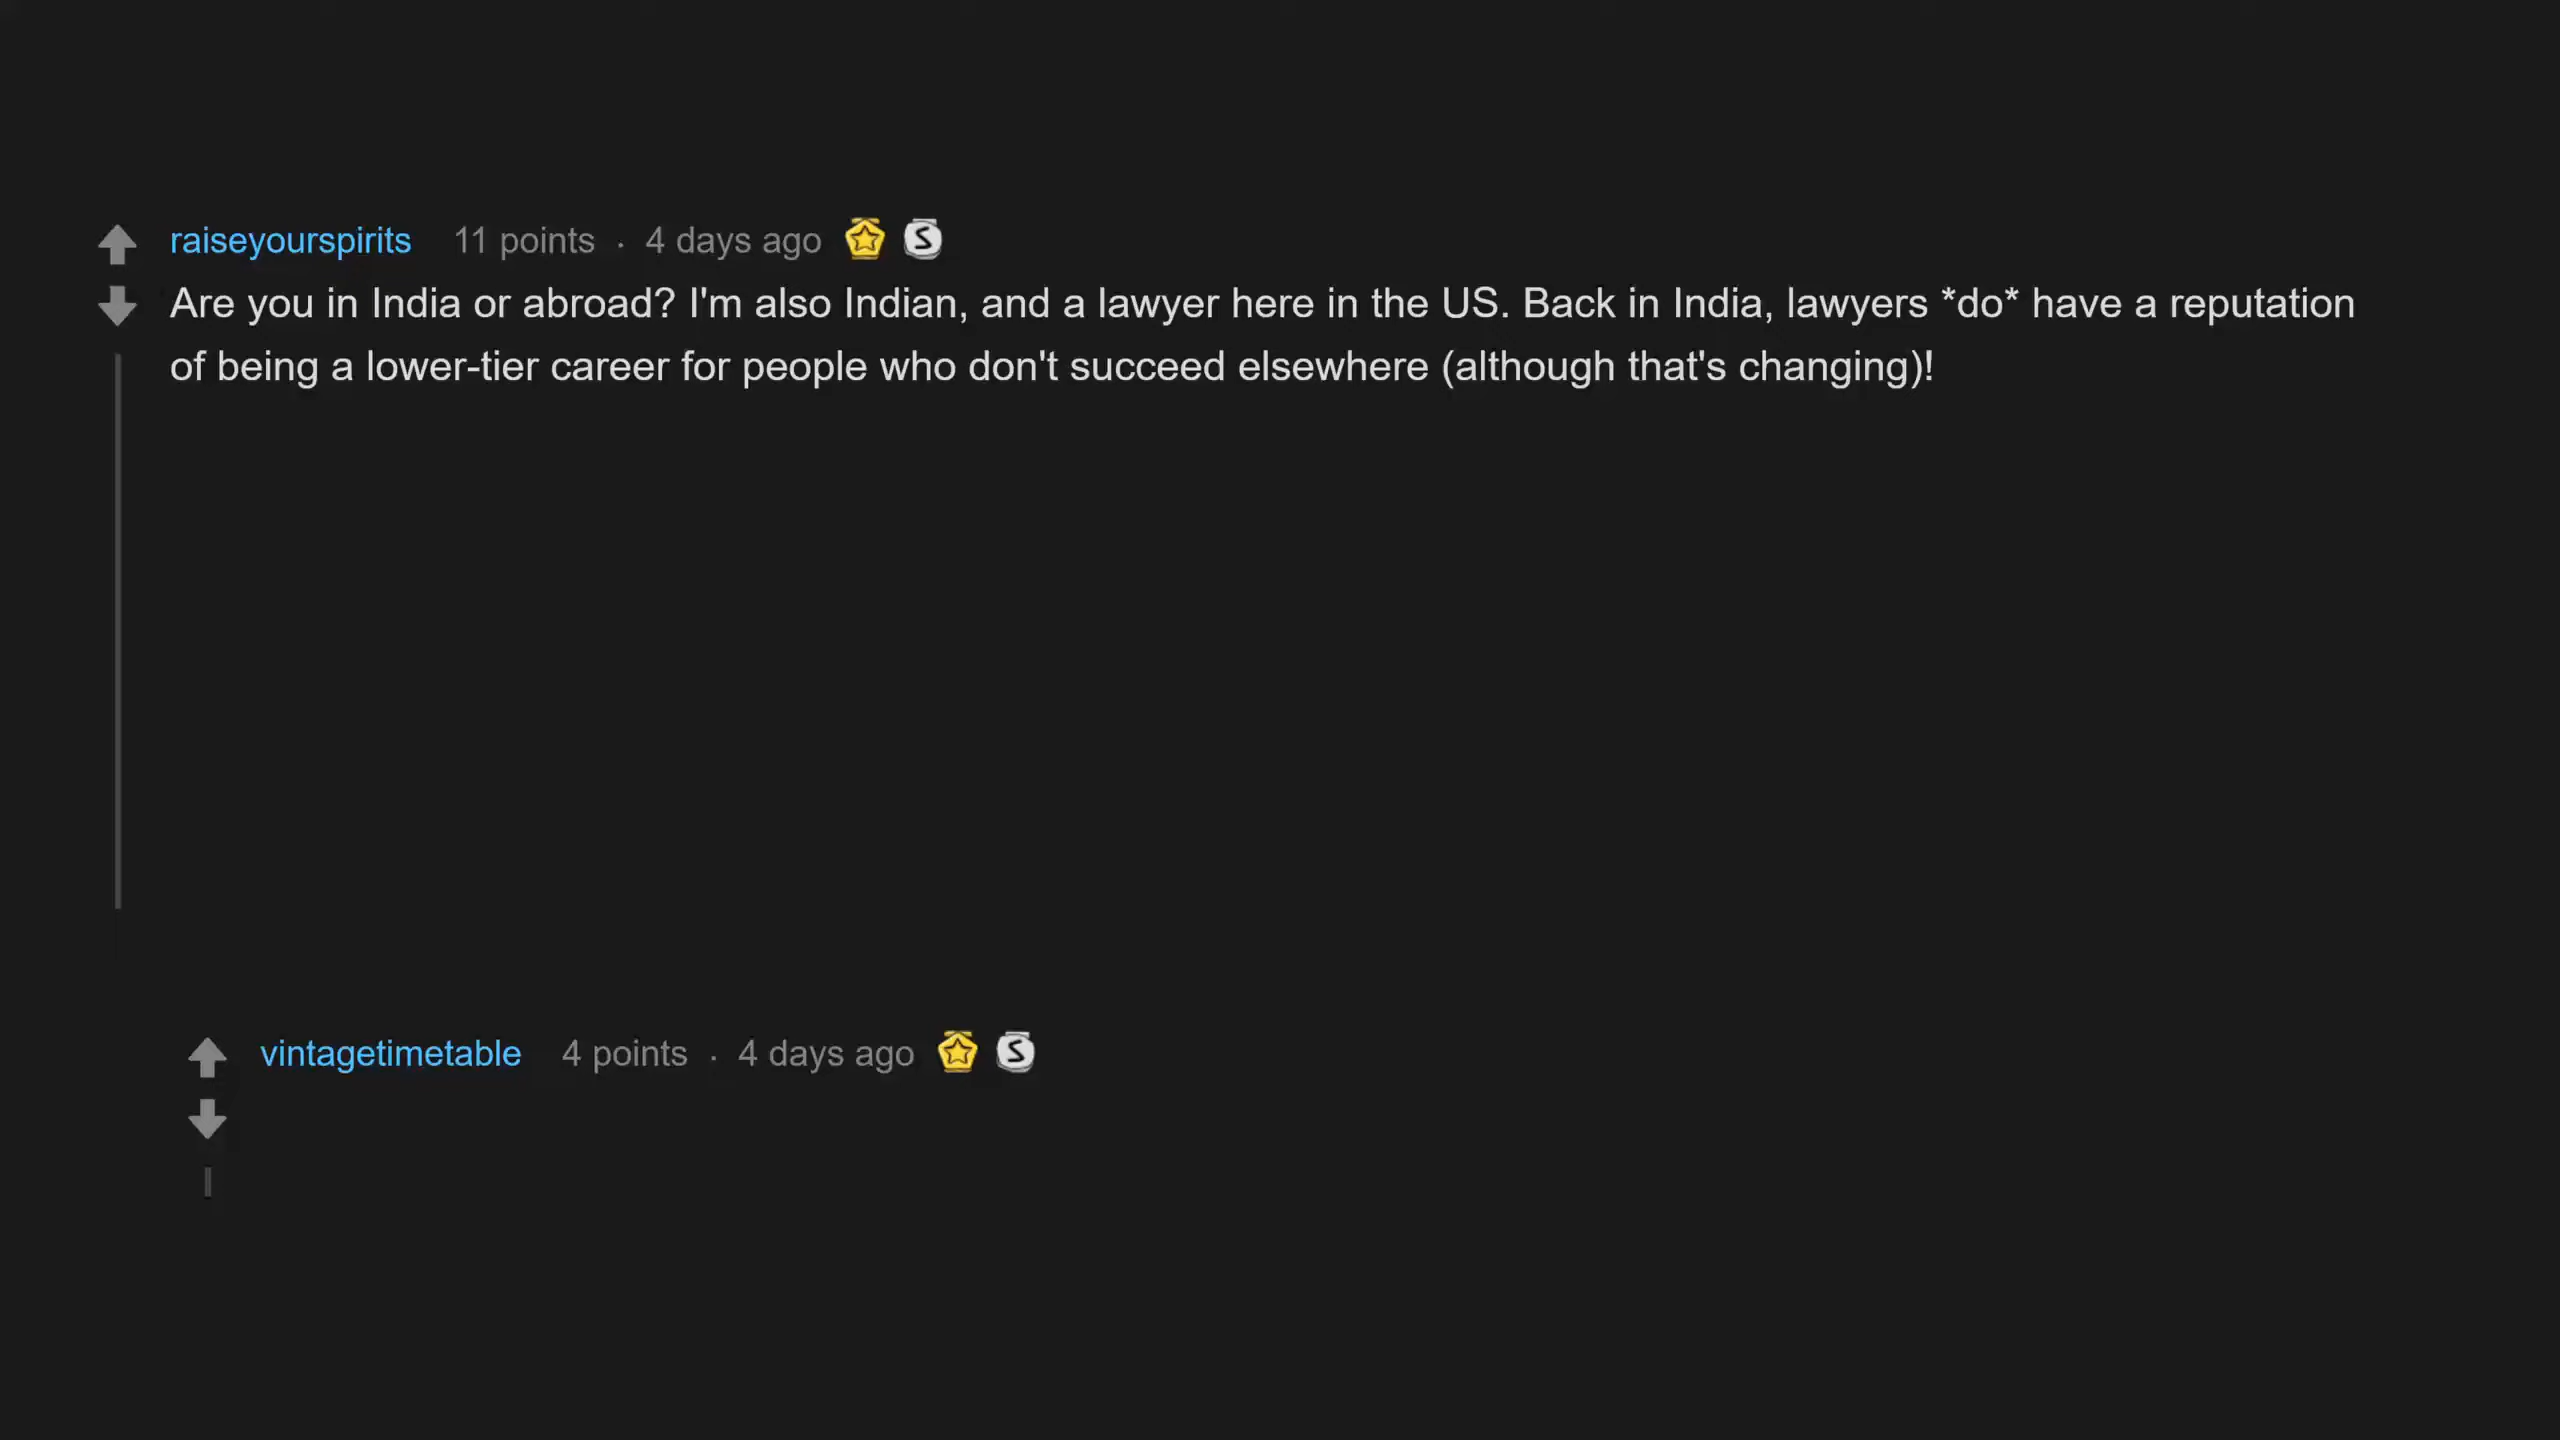 raiseyourspirits 11 points · 4 days ago S
Are you in India or abroad? I'm also Indian, and a lawyer here in the US. Back in India, lawyers *do* have a reputation
of being a lower-tier career for people who don't succeed elsewhere (although that's changing)!
vintagetimetable 4 points · 4 days ago S